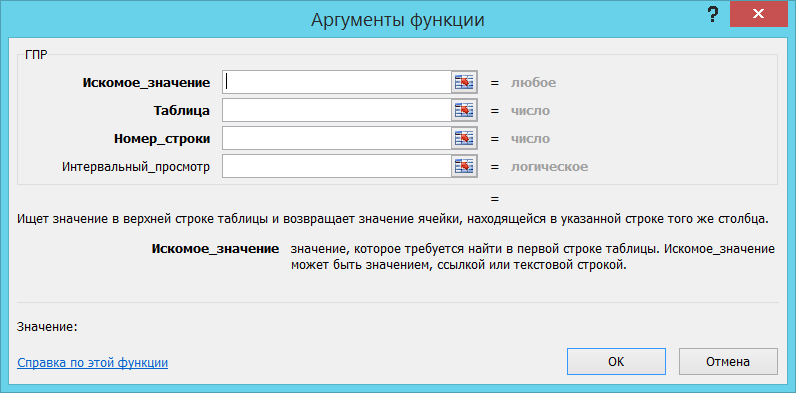 Аргументы функции
?
ГПР
Искомое_значение = любое
Таблица = число
Номер_строки = число
Интервальный_просмотр = логическое
=
Ищет значение в верхней строке таблицы и возвращает значение ячейки, находящейся в указанной строке того же столбца.
Искомое_значение значение, которое требуется найти в первой строке таблицы. Искомое_значение
может быть значением, ссылкой или текстовой строкой.
Значение:
Справка по этой функции
ОК
Отмена